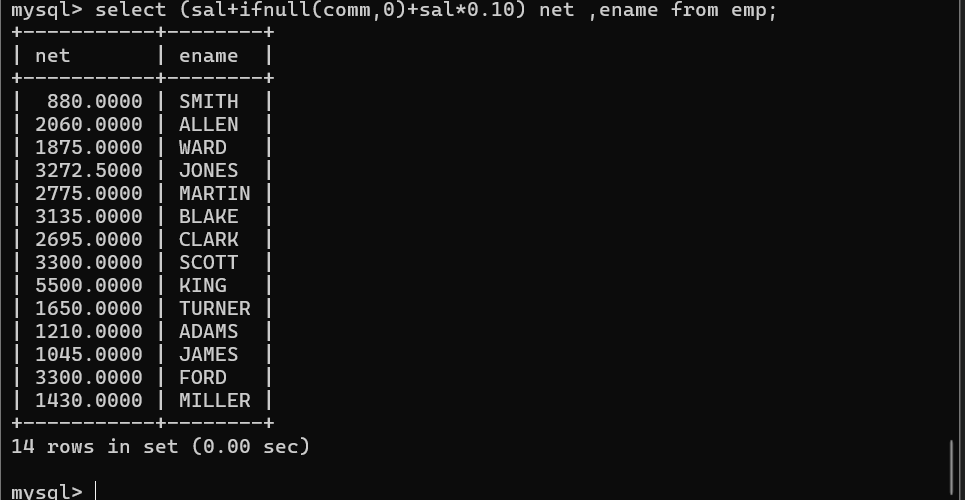 mysql> select (sal+ifnull(comm,0)+sal*0.10) net ,ename from emp;
+-----------+--------+
| net       | ename  |
+-----------+--------+
|  880.0000 | SMITH  |
| 2060.0000 | ALLEN  |
| 1875.0000 | WARD   |
| 3272.5000 | JONES  |
| 2775.0000 | MARTIN |
| 3135.0000 | BLAKE  |
| 2695.0000 | CLARK  |
| 3300.0000 | SCOTT  |
| 5500.0000 | KING   |
| 1650.0000 | TURNER |
| 1210.0000 | ADAMS  |
| 1045.0000 | JAMES  |
| 3300.0000 | FORD   |
| 1430.0000 | MILLER |
+-----------+--------+
14 rows in set (0.00 sec)
mysql>